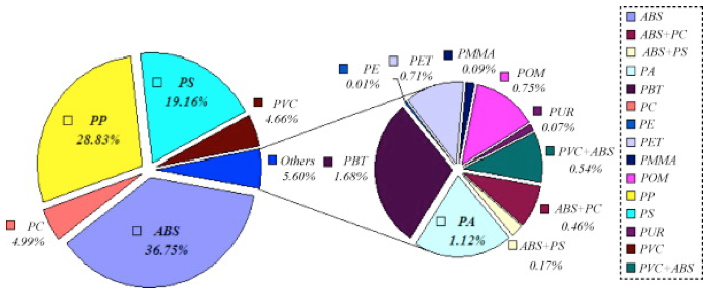 ABS
36.75%
PC
4.99%
PP
28.83%
PS
19.16%
PVC
4.66%
Others
5.60%
PBT
1.68%
PE
0.01%
PET
0.71%
PMMA
0.09%
POM
0.75%
PUR
0.07%
PVC+ABS
0.54%
ABS+PC
0.46%
ABS+PS
0.17%
PA
1.12%
ABS
ABS+PC
ABS+PS
PA
PBT
PC
PE
PET
PMMA
POM
PP
PS
PUR
PVC
PVC+ABS